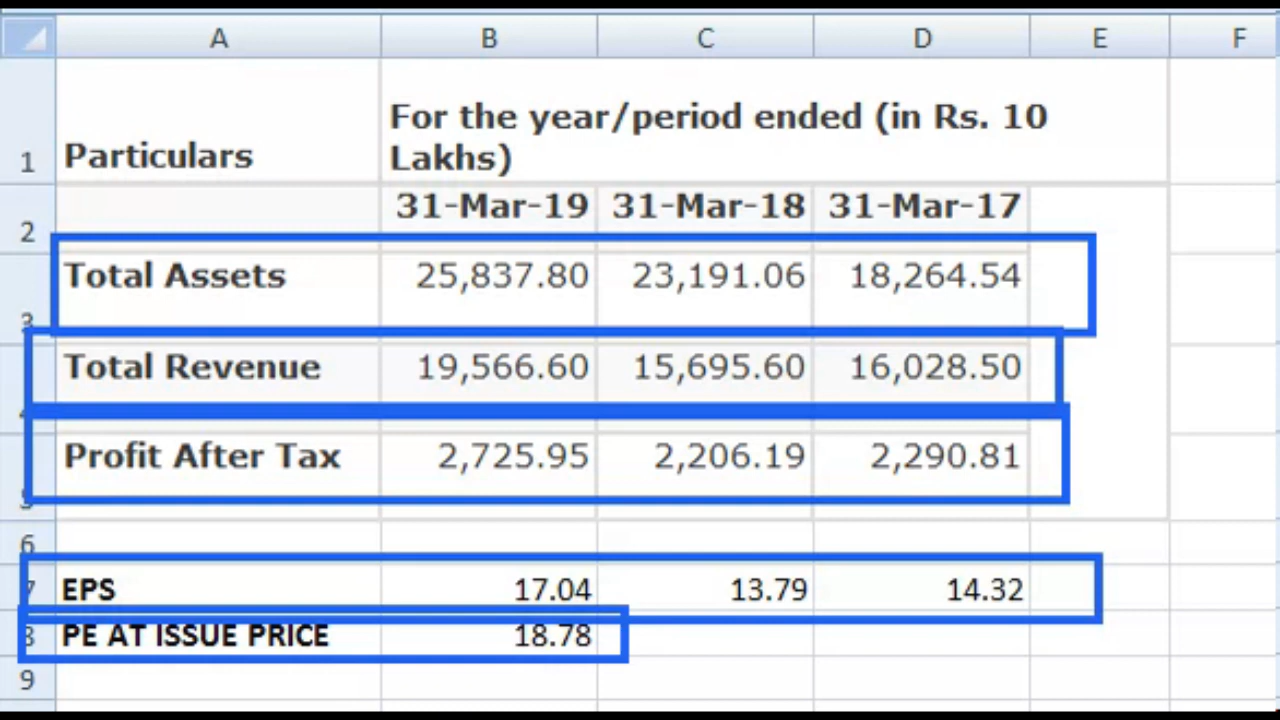 A B C D E F
1 Particulars For the year/period ended (in Rs. 10
Lakhs)
2 31-Mar-19 31-Mar-18 31-Mar-17
3 Total Assets 25,837.80 23,191.06 18,264.54
4 Total Revenue 19,566.60 15,695.60 16,028.50
5 Profit After Tax 2,725.95 2,206.19 2,290.81
6
7 EPS 17.04 13.79 14.32
8 PE AT ISSUE PRICE 18.78
9